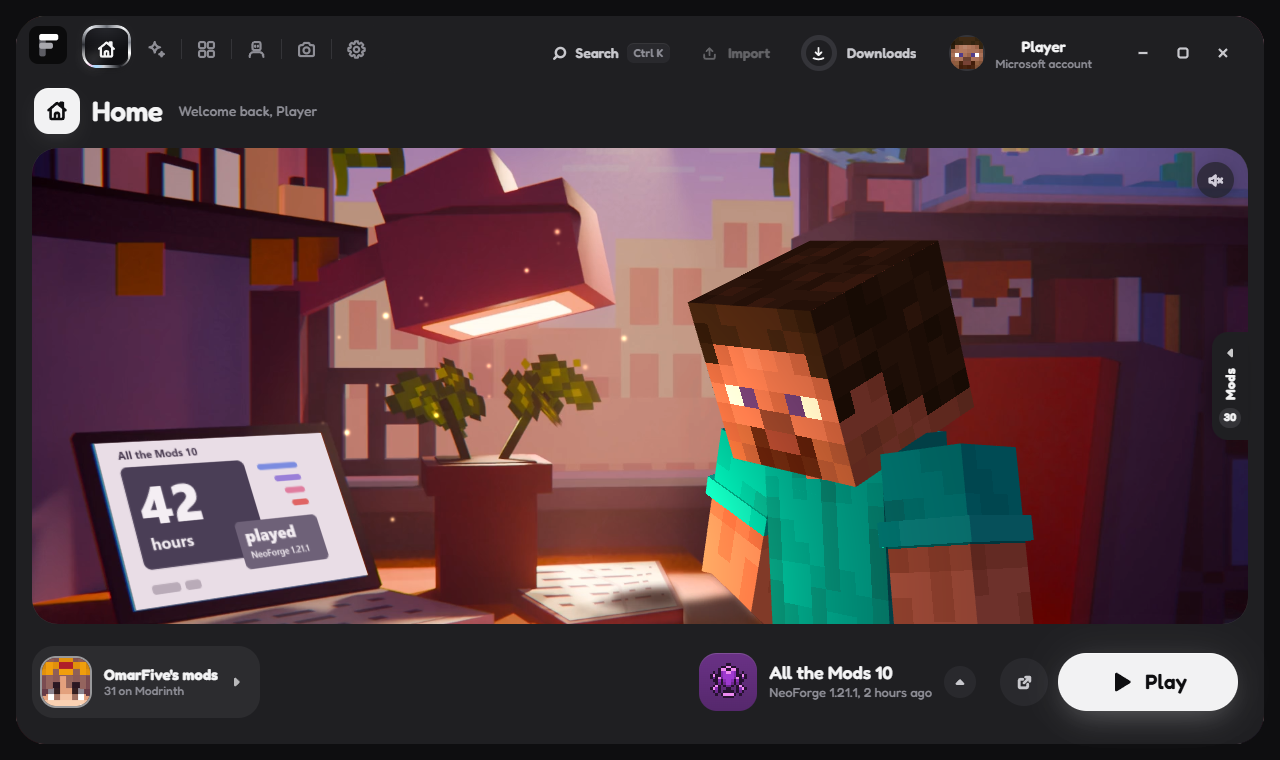 Search
Ctrl K
Import
Downloads
Player
Microsoft account
Home
Welcome back, Player
All the Mods 10
42
hours
played
NeoForge 1.21.1
Mods
30
OmarFive's mods
31 on Modrinth
All the Mods 10
NeoForge 1.21.1, 2 hours ago
Play